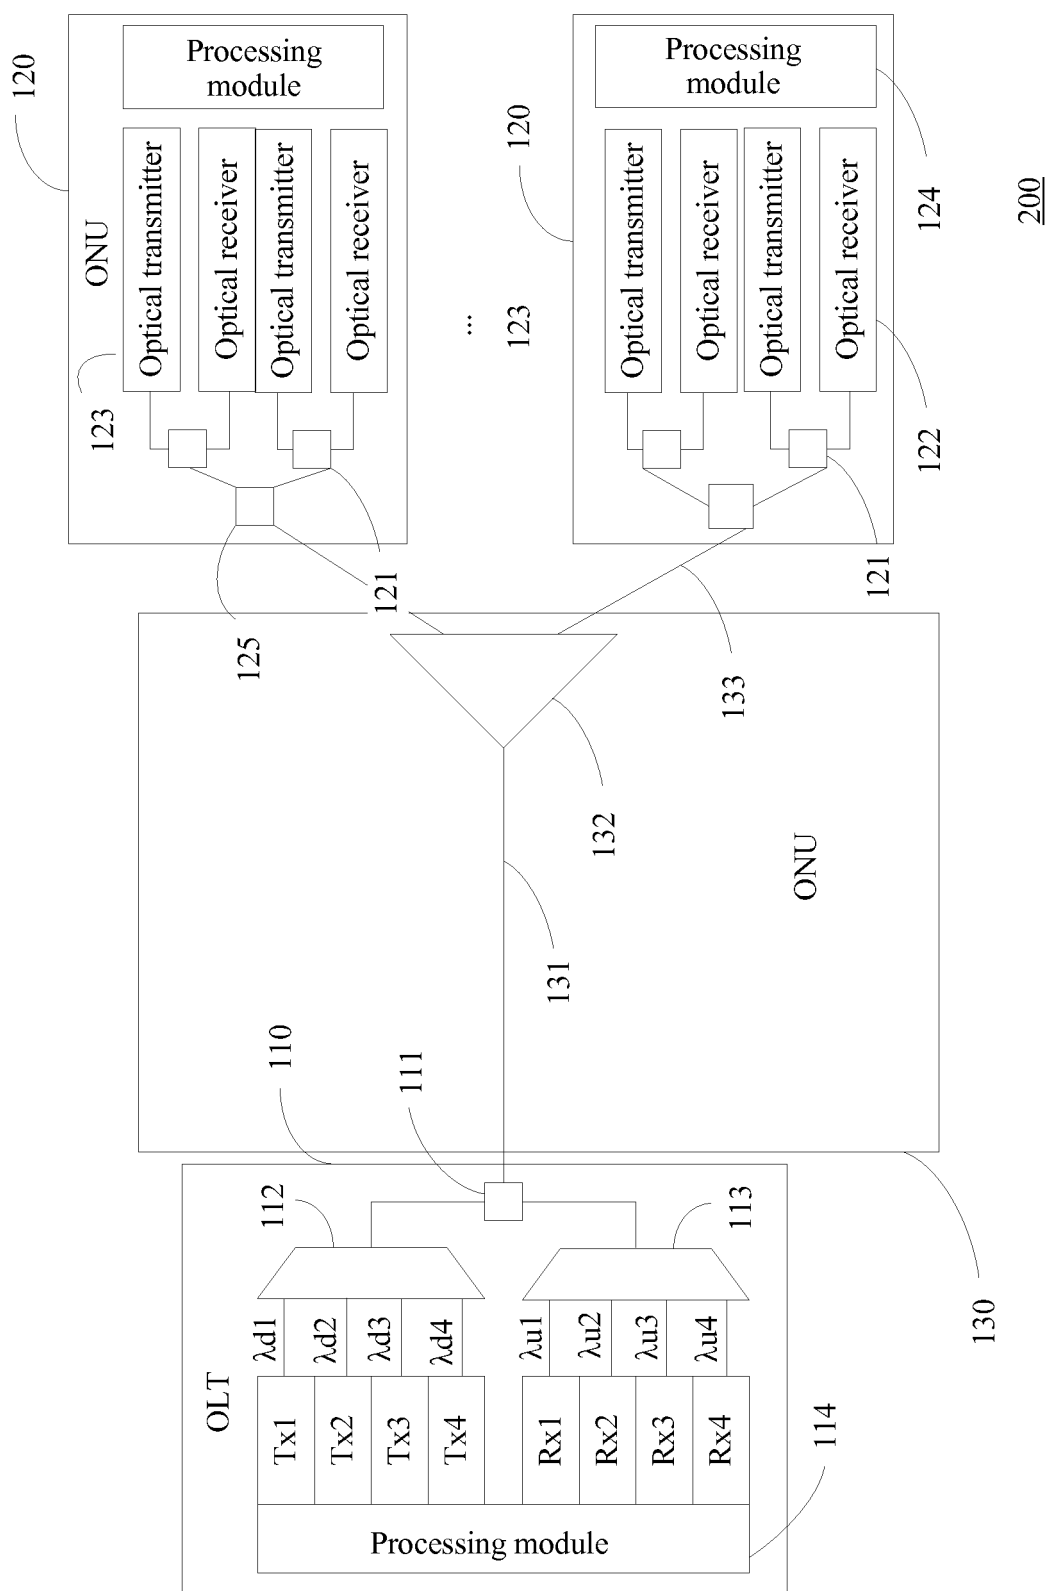 OLT
110
112
111
113
114
Processing module
Tx1
Tx2
Tx3
Tx4
λd1
λd2
λd3
λd4
Rx1
Rx2
Rx3
Rx4
λu1
λu2
λu3
λu4
130
131
132
133
ONU
120
ONU
123
125
121
Optical transmitter
Optical receiver
Optical transmitter
Optical receiver
Processing
module
...
123
120
121
122
124
Optical transmitter
Optical receiver
Optical transmitter
Optical receiver
Processing
module
200